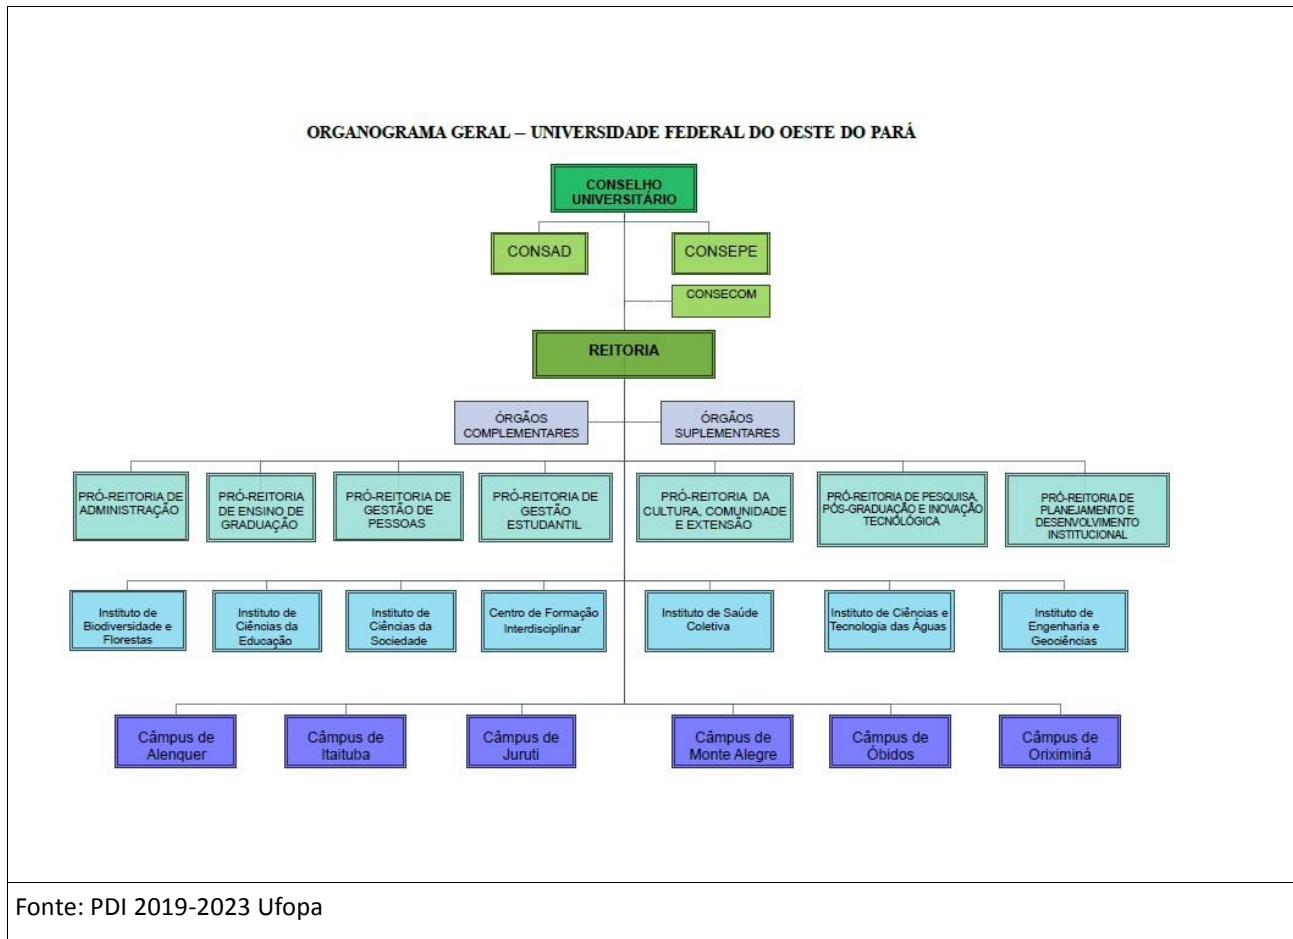 ORGANOGRAMA GERAL – UNIVERSIDADE FEDERAL DO OESTE DO PARÁ
CONSELHO
UNIVERSITÁRIO
CONSAD
CONSEPE
CONSECOM
REITORIA
ÓRGÃOS
COMPLEMENTARES
ÓRGÃOS
SUPLEMENTARES
PRÓ-REITORIA DE
ADMINISTRAÇÃO
PRÓ-REITORIA
DE ENSINO DE
GRADUAÇÃO
PRÓ-REITORIA DE
GESTÃO DE
PESSOAS
PRÓ-REITORIA DE
GESTÃO
ESTUDANTIL
PRÓ-REITORIA DA
CULTURA, COMUNIDADE
E EXTENSÃO
PRÓ-REITORIA DE PESQUISA,
PÓS-GRADUAÇÃO E INOVAÇÃO
TECNOLÓGICA
PRÓ-REITORIA DE
PLANEJAMENTO E
DESENVOLVIMENTO
INSTITUCIONAL
Instituto de
Biodiversidade e
Florestas
Instituto de
Ciências da
Educação
Instituto de
Ciências da
Sociedade
Centro de Formação
Interdisciplinar
Instituto de Saúde
Coletiva
Instituto de Ciências e
Tecnologia das Águas
Instituto de
Engenharia e
Geociências
Câmpus de
Alenquer
Câmpus de
Itaituba
Câmpus de
Juruti
Câmpus de
Monte Alegre
Câmpus de
Óbidos
Câmpus de
Oriximiná
Fonte: PDI 2019-2023 Ufopa